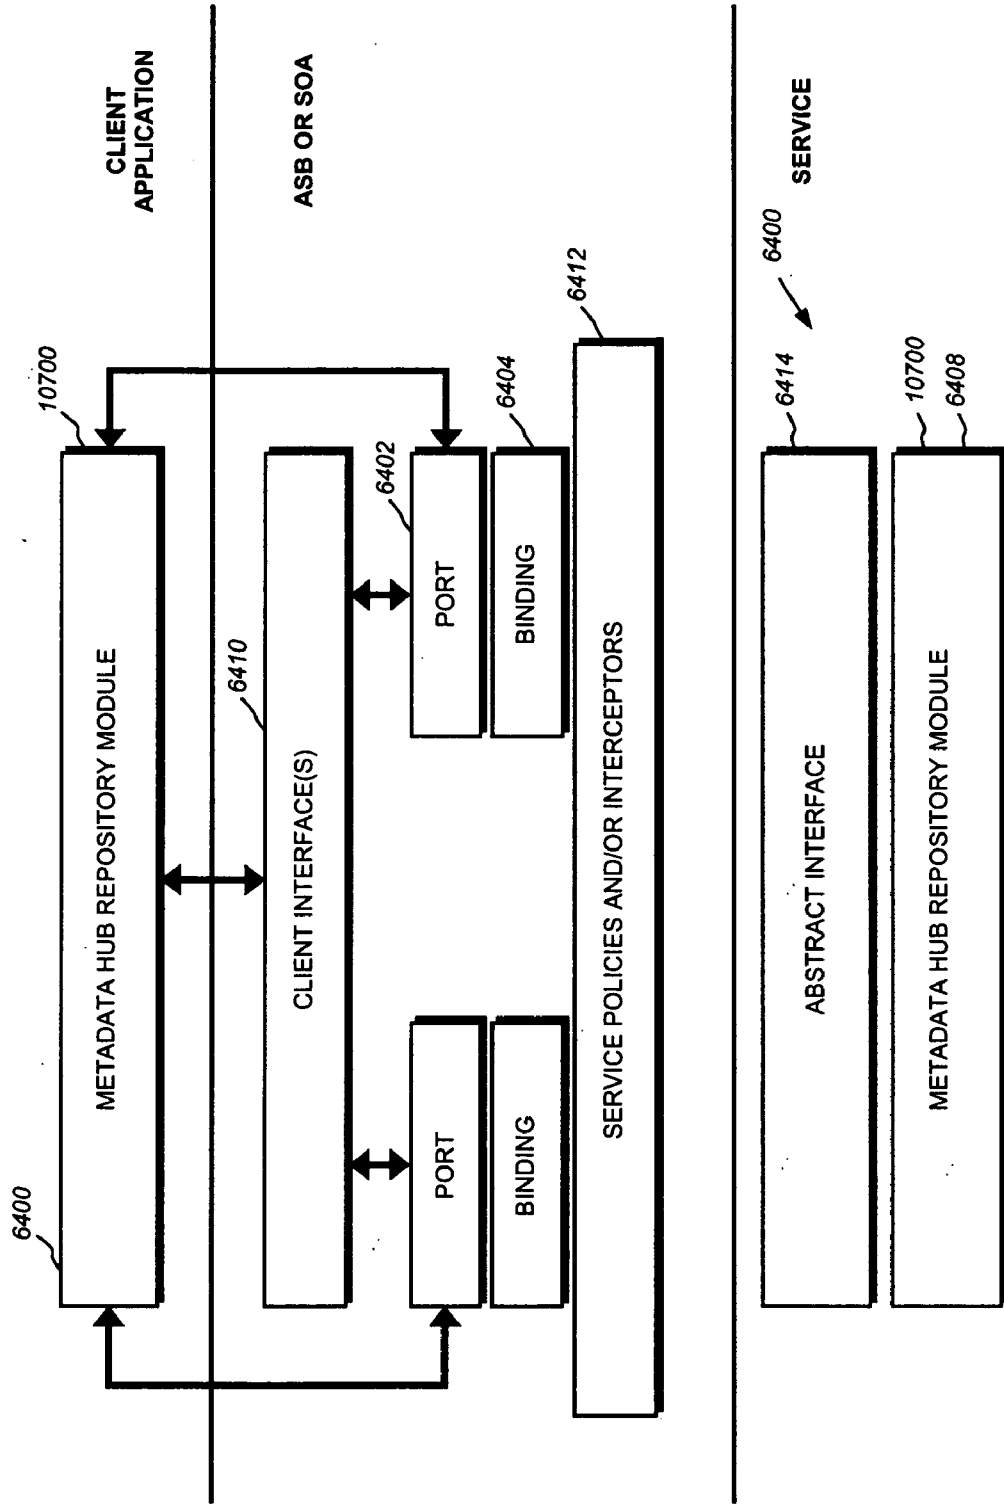 CLIENT
APPLICATION
6400
10700
METADATA HUB REPOSITORY MODULE
ASB OR SOA
6410
CLIENT INTERFACE(S)
6402
PORT
PORT
6404
BINDING
BINDING
6412
SERVICE POLICIES AND/OR INTERCEPTORS
SERVICE
6400
6414
ABSTRACT INTERFACE
10700
6408
METADATA HUB REPOSITORY MODULE